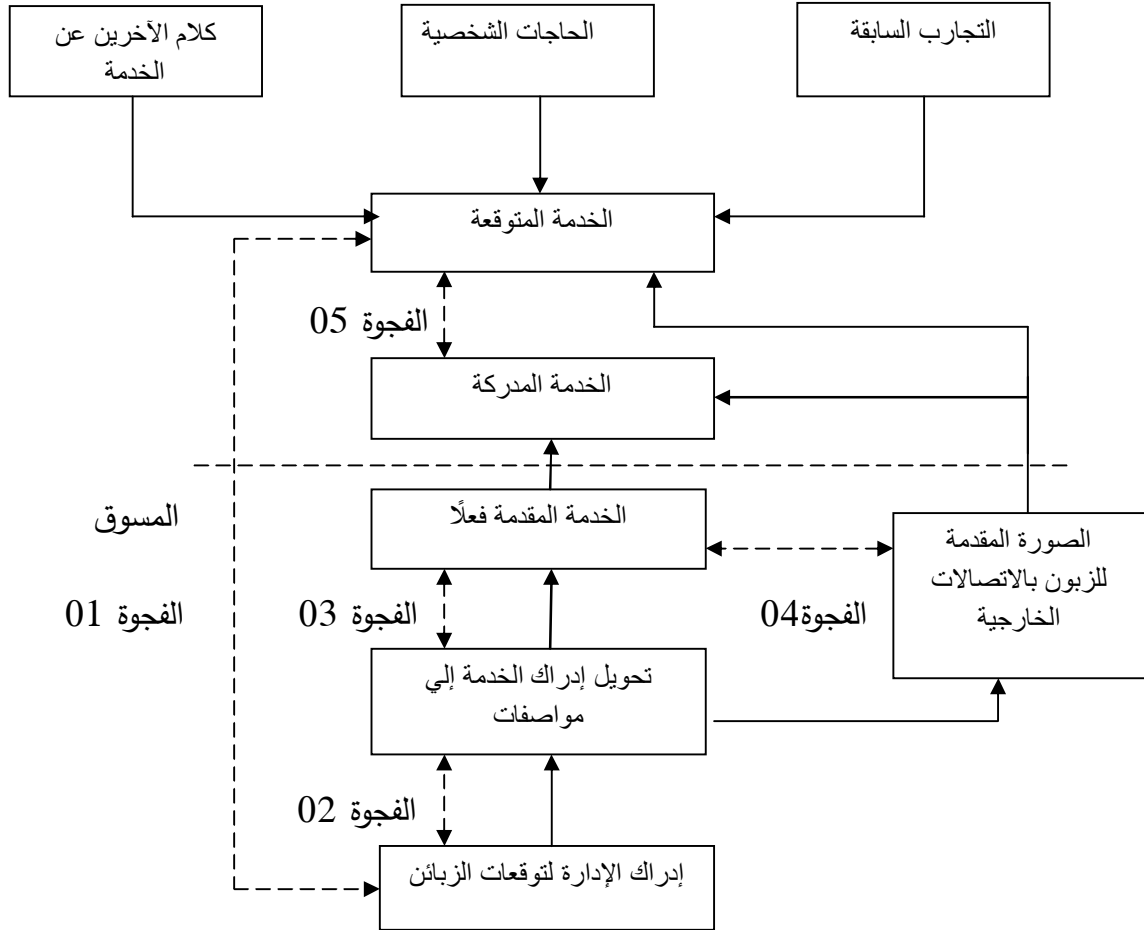 التجارب السابقة
الحاجات الشخصية
كلام الآخرين عن
الخدمة
الخدمة المتوقعة
الفجوة 05
الخدمة المدركة
المسوق
الخدمة المقدمة فعلًا
الصورة المقدمة
للزبون بالاتصالات
الخارجية
الفجوة04
الفجوة 03
الفجوة 01
تحويل إدراك الخدمة إلي
مواصفات
الفجوة 02
إدراك الإدارة لتوقعات الزبائن